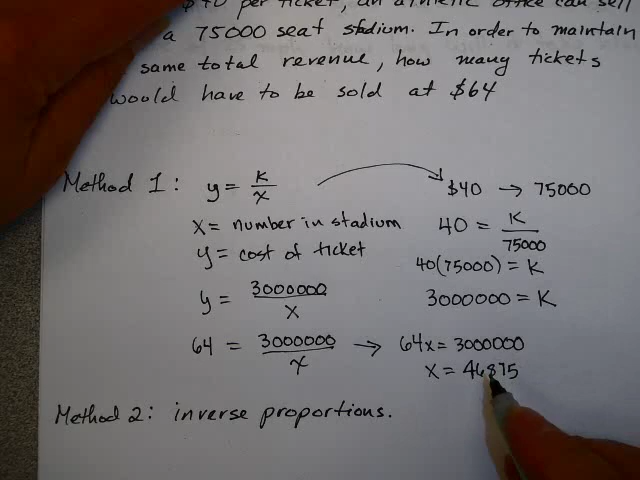 per ticket, an athletic office can sell
a 75000 seat stadium. In order to maintain
same total revenue, how many tickets
would have to be sold at $64
Method 1: y = K/X → $40 → 75000
X = number in stadium 40 = K/75000
y = cost of ticket 40(75000) = K
y = 3000000/X 3000000 = K
64 = 3000000/X → 64x = 3000000
X = 46875
Method 2: inverse proportions.